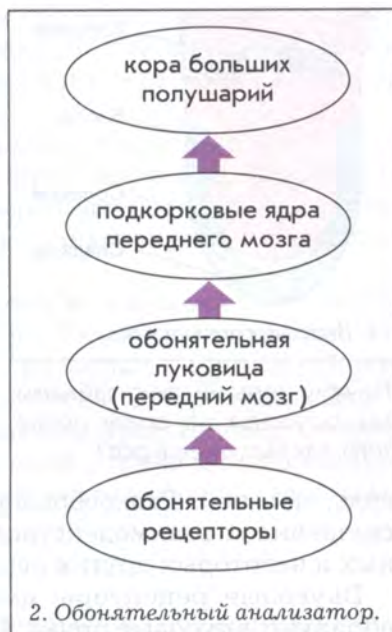 кора больших
полушарий
подкорковые ядра
переднего мозга
обонятельная
луковица
(передний мозг)
обонятельные
рецепторы
2. Обонятельный анализатор.